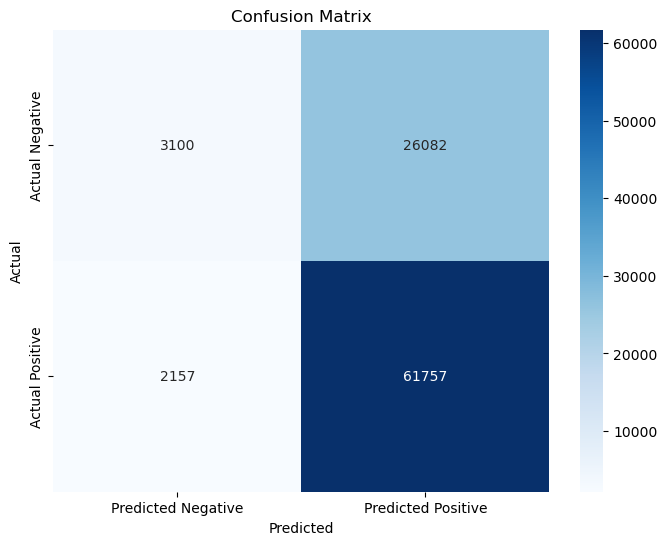 Confusion Matrix
Actual
Actual Negative
Actual Positive
3100
26082
2157
61757
Predicted Negative
Predicted Positive
Predicted
60000
50000
40000
30000
20000
10000